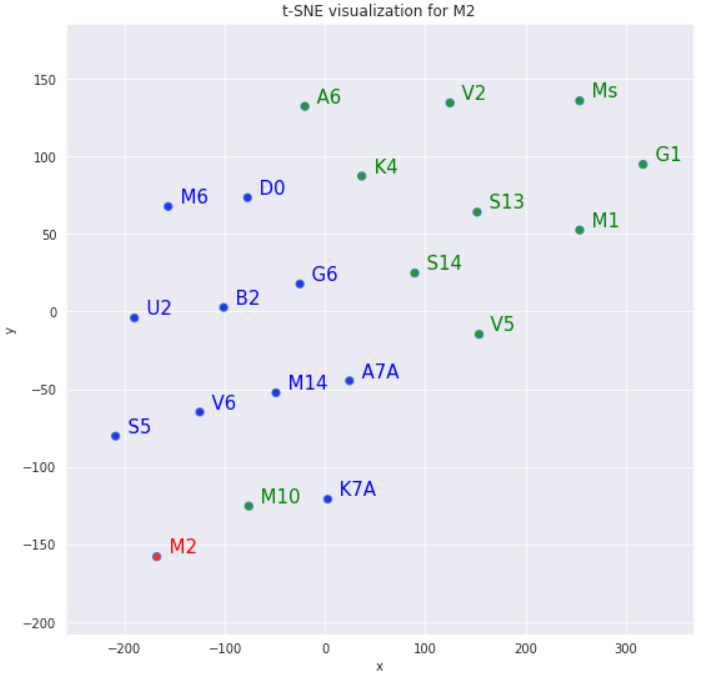 t-SNE visualization for M2
A6
V2
Ms
K4
G1
M6
D0
S13
M1
G6
S14
U2
B2
V5
M14
A7A
V6
S5
M10
K7A
M2
150
100
50
0
−50
−100
−150
−200
y
−200 −100 0 100 200 300
x